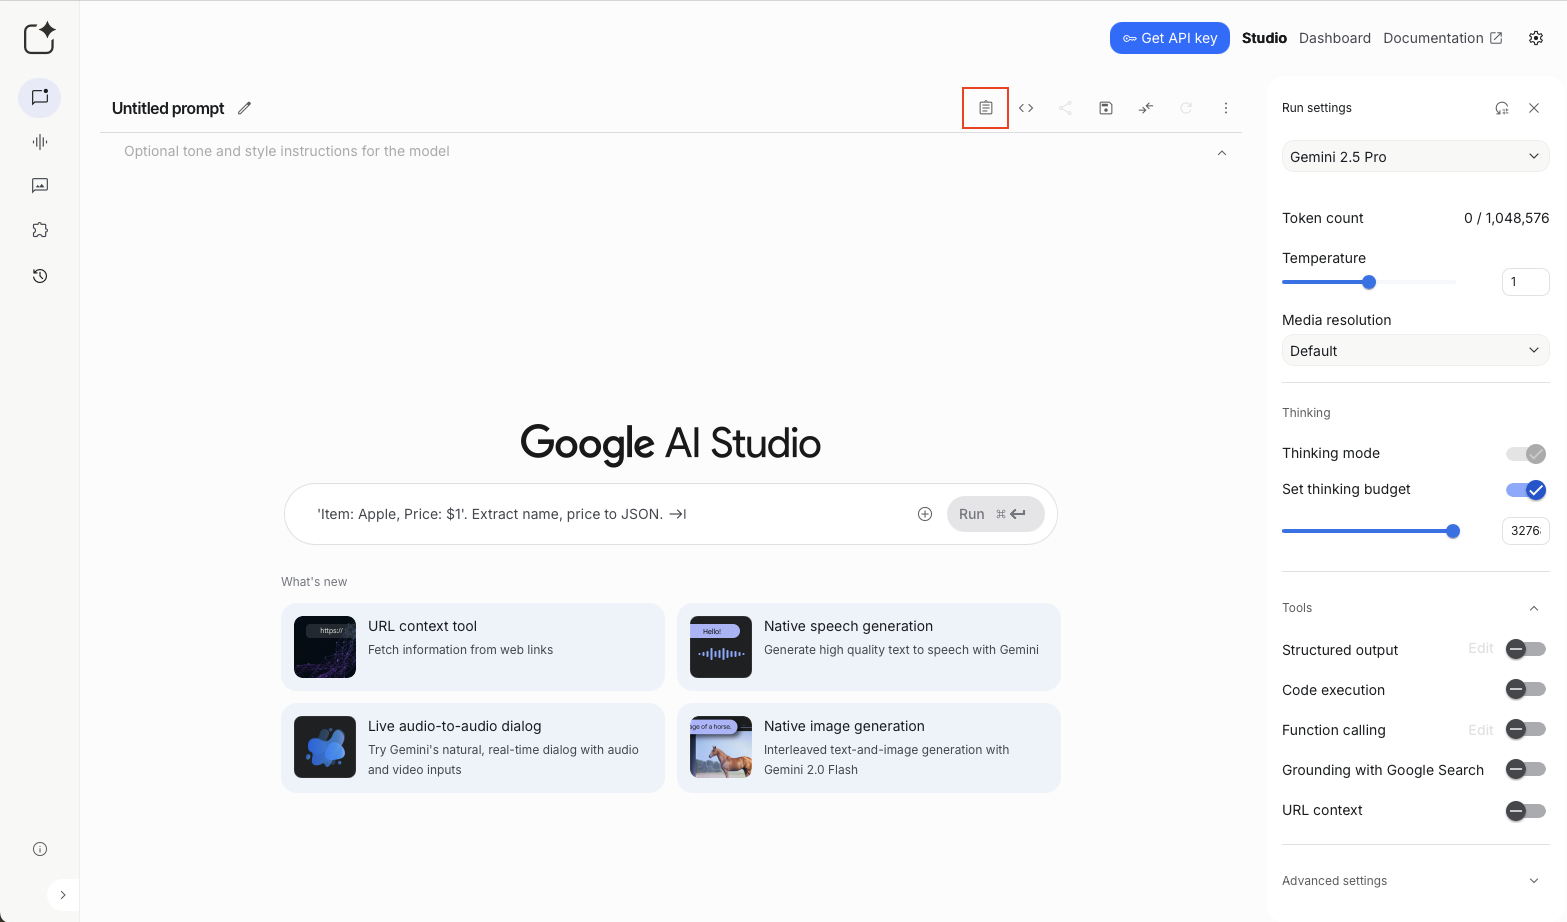 Get API key
Studio
Dashboard
Documentation
Untitled prompt
Optional tone and style instructions for the model
Google AI Studio
'Item: Apple, Price: $1'. Extract name, price to JSON.
Run ⌘
What's new
https://
URL context tool
Fetch information from web links
Hello!
Native speech generation
Generate high quality text to speech with Gemini
Live audio-to-audio dialog
Try Gemini's natural, real-time dialog with audio
and video inputs
ge of a horse.
Native image generation
Interleaved text-and-image generation with
Gemini 2.0 Flash
Run settings
Gemini 2.5 Pro
Token count 0 / 1,048,576
Temperature
1
Media resolution
Default
Thinking
Thinking mode
Set thinking budget
3276
Tools
Structured output Edit
Code execution
Function calling Edit
Grounding with Google Search
URL context
Advanced settings